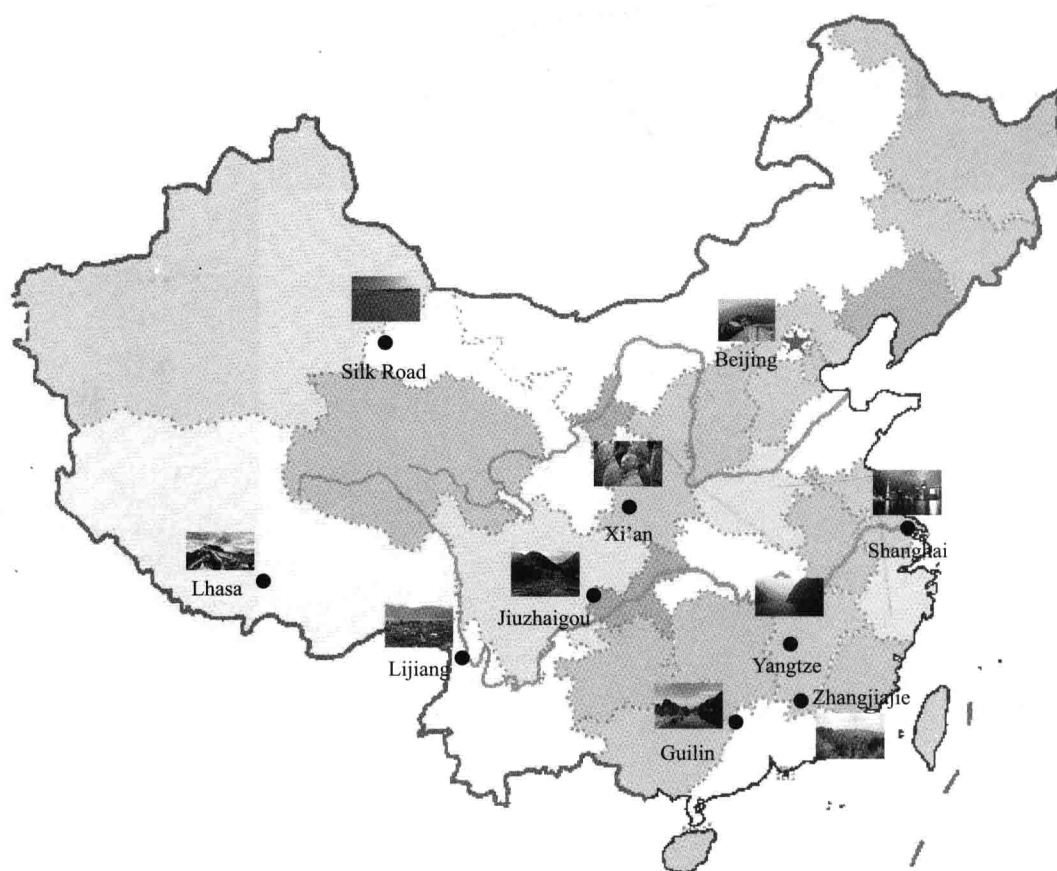 Silk Road
Beijing
Xi'an
Shanghai
Lhasa
Jiuzhaigou
Lijiang
Yangtze
Zhangjiajie
Guilin